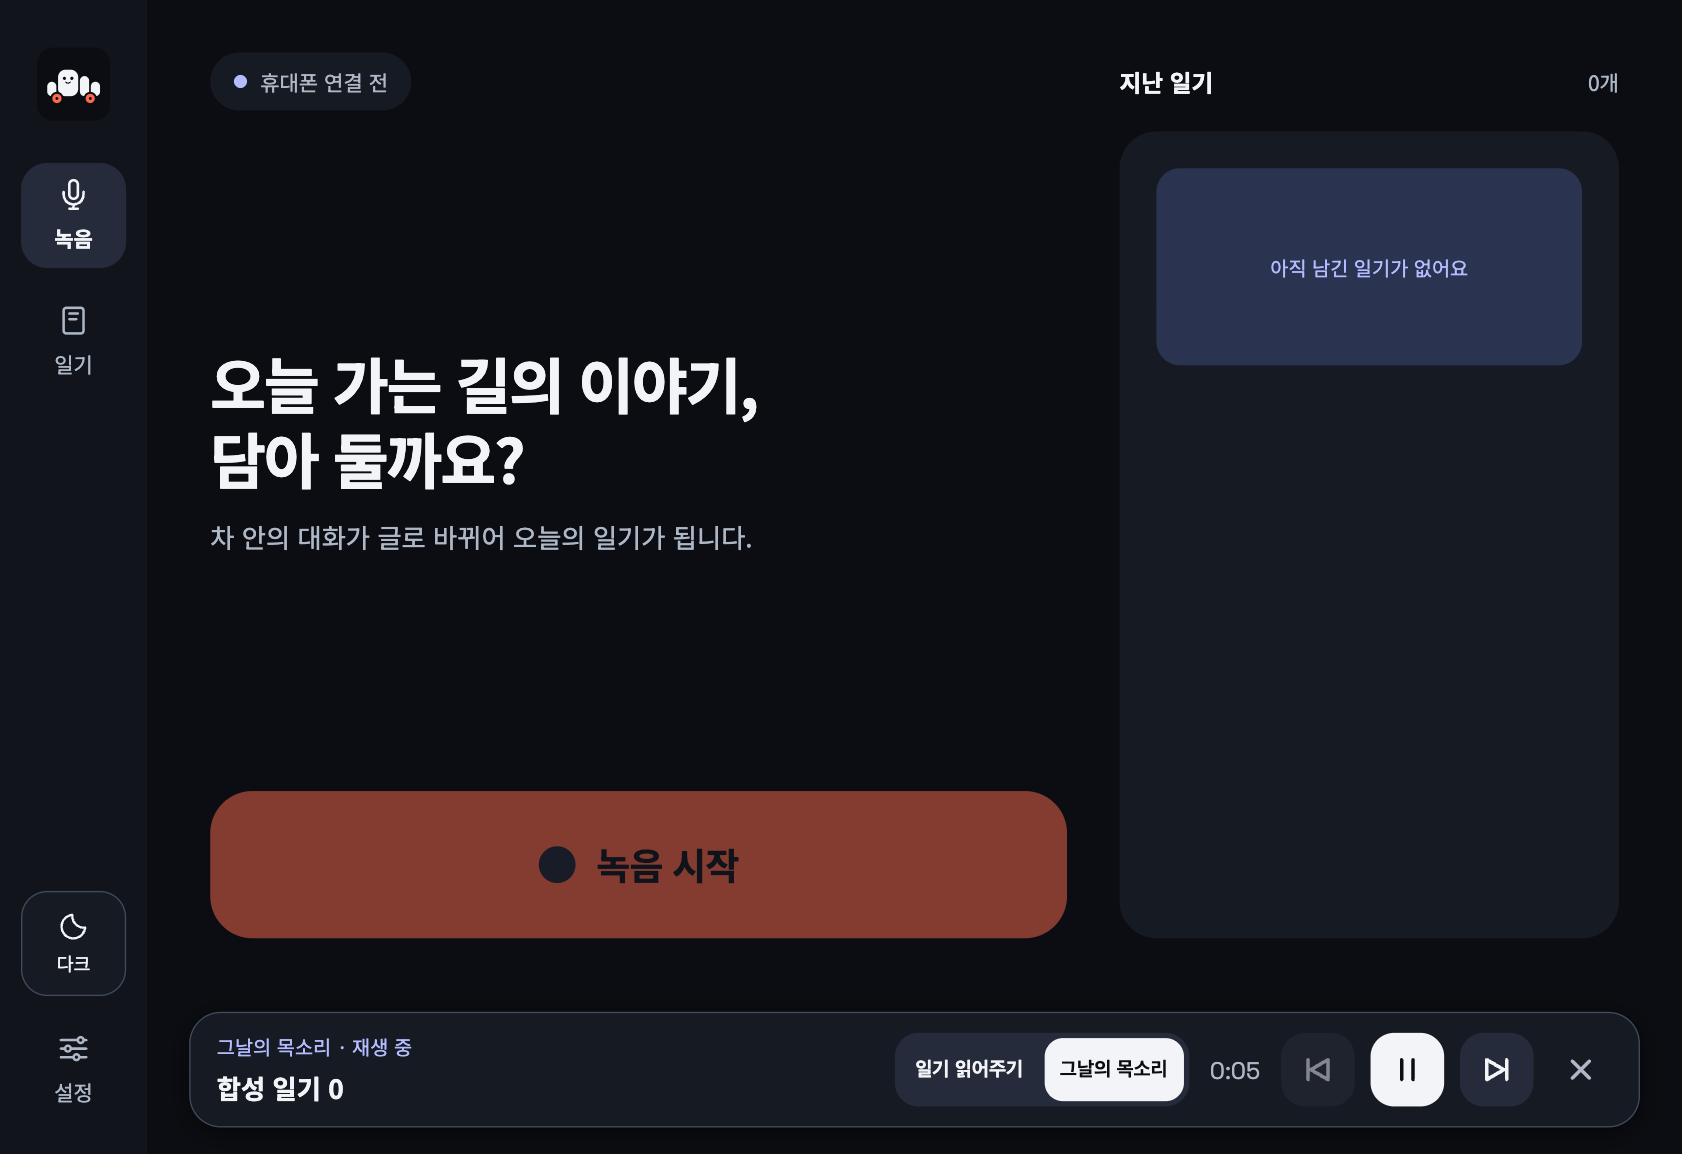 녹음
일기
다크
설정
휴대폰 연결 전
오늘 가는 길의 이야기,
담아 둘까요?
차 안의 대화가 글로 바뀌어 오늘의 일기가 됩니다.
녹음 시작
지난 일기
0개
아직 남긴 일기가 없어요
그날의 목소리 · 재생 중
합성 일기 0
일기 읽어주기
그날의 목소리
0:05